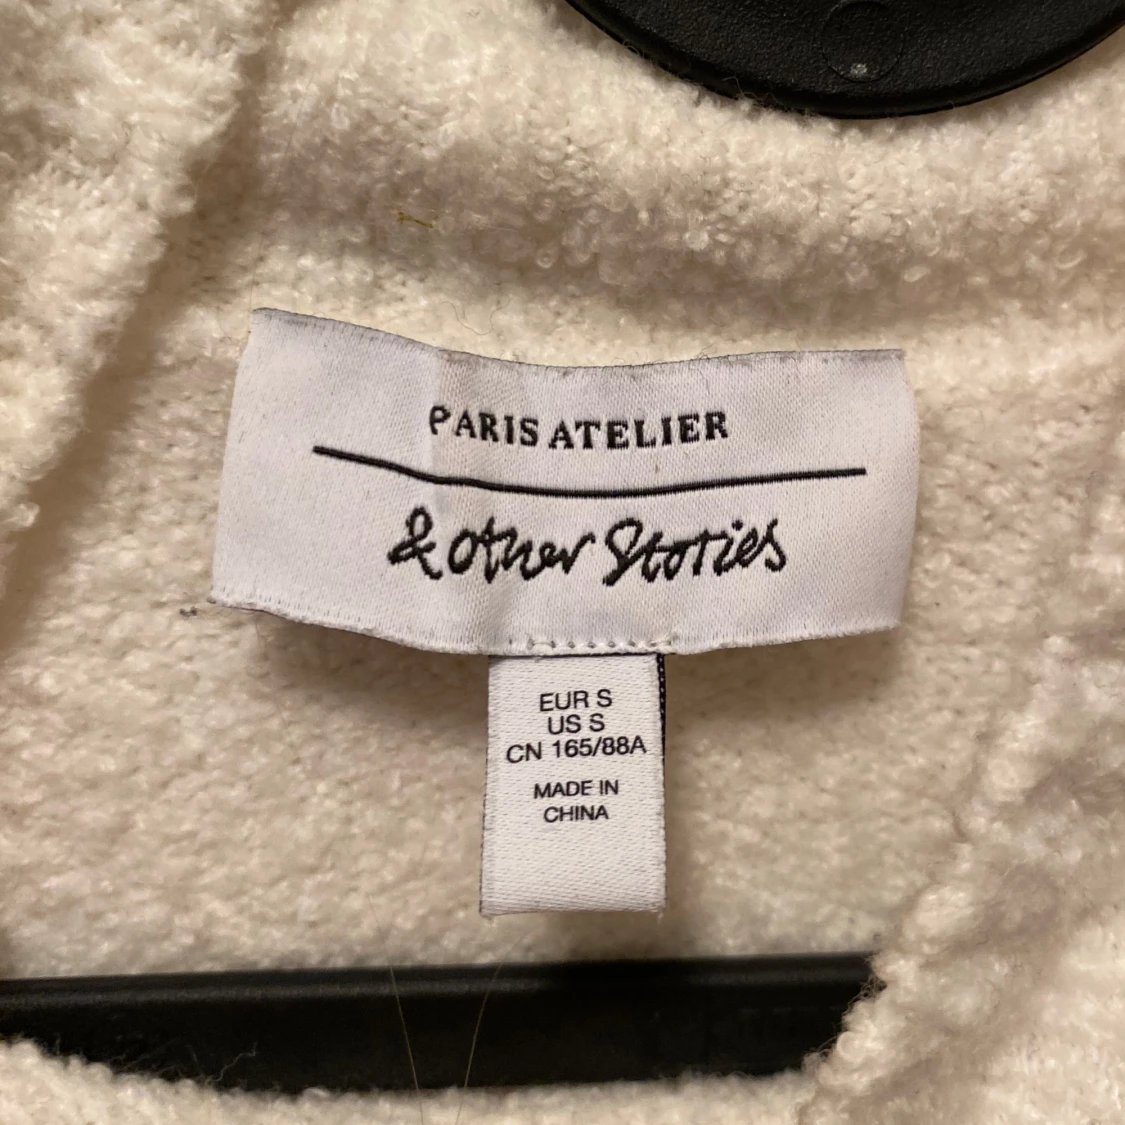 PARIS ATELIER
& other Stories
EUR S
US S
CN 165/88A
MADE IN
CHINA